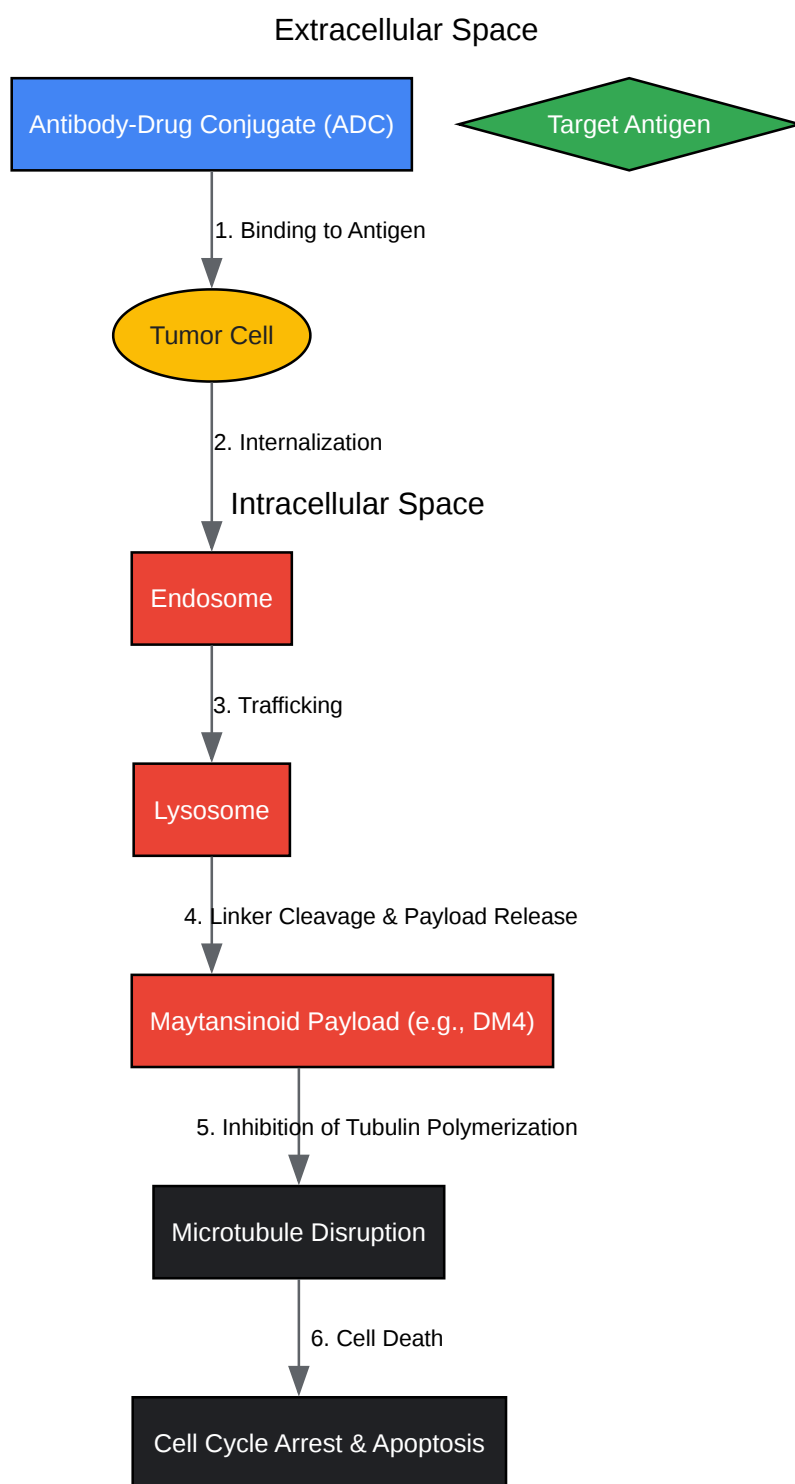 Extracellular Space
Antibody-Drug Conjugate (ADC)
Target Antigen
1. Binding to Antigen
Tumor Cell
2. Internalization
Intracellular Space
Endosome
3. Trafficking
Lysosome
4. Linker Cleavage & Payload Release
Maytansinoid Payload (e.g., DM4)
5. Inhibition of Tubulin Polymerization
Microtubule Disruption
6. Cell Death
Cell Cycle Arrest & Apoptosis